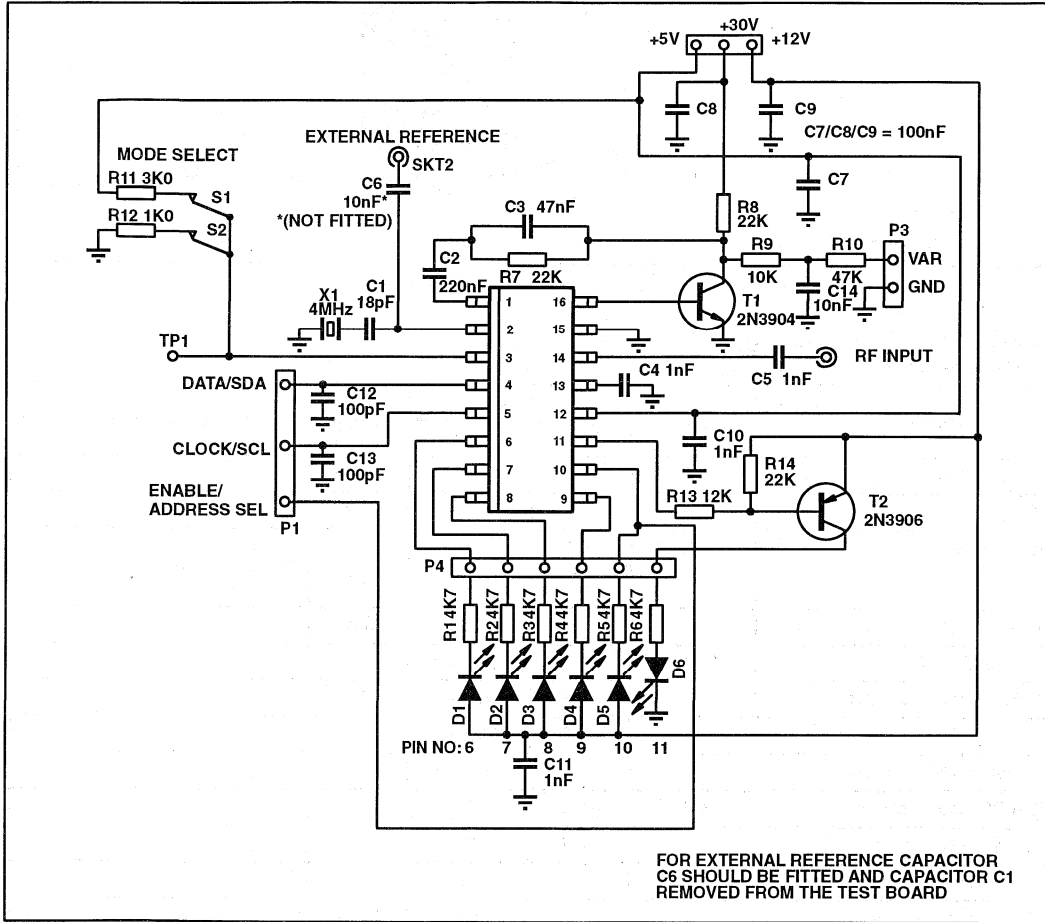 +30V
+5V
+12V
C8
C9
C7/C8/C9 = 100nF
EXTERNAL REFERENCE
SKT2
MODE SELECT
R11 3K0
S1
R12 1K0
S2
C6
10nF*
*(NOT FITTED)
C7
C3 47nF
R8
22K
C2
220nF
R7 22K
R9
10K
R10
47K
P3
VAR
GND
C14
10nF
X1
4MHz
C1
18pF
T1
2N3904
TP1
1
2
3
4
5
6
7
8
16
15
14
13
12
11
10
9
C5 1nF
RF INPUT
C4 1nF
DATA/SDA
C12
100pF
CLOCK/SCL
C13
100pF
ENABLE/
ADDRESS SEL
P1
C10
1nF
R14
22K
R13 12K
T2
2N3906
P4
R1 4K7
R2 4K7
R3 4K7
R4 4K7
R5 4K7
R6 4K7
D1
D2
D3
D4
D5
D6
PIN NO: 6 7 8 9 10 11
C11
1nF
FOR EXTERNAL REFERENCE CAPACITOR
C6 SHOULD BE FITTED AND CAPACITOR C1
REMOVED FROM THE TEST BOARD